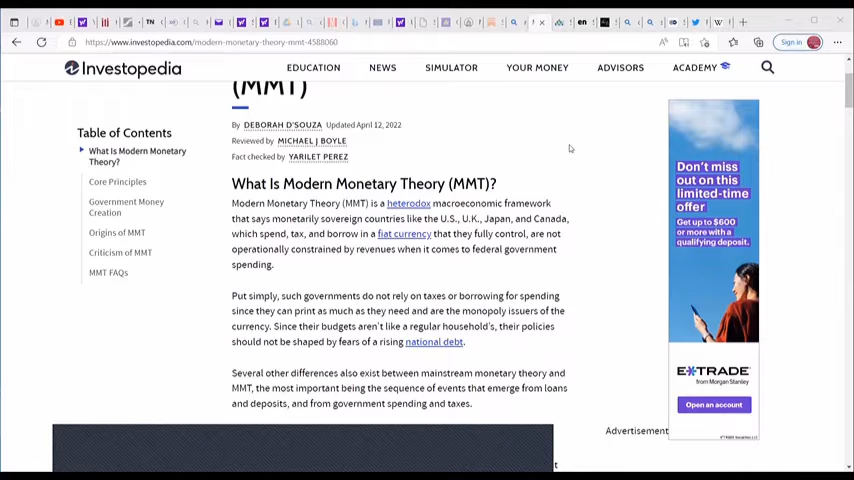 TN
en
W
https://www.investopedia.com/modern-monetary-theory-mmt-4588060
Sign in
Investopedia
EDUCATION NEWS SIMULATOR YOUR MONEY ADVISORS ACADEMY
(MMT)
By DEBORAH D'SOUZA Updated April 12, 2022
Reviewed by MICHAEL J BOYLE
Fact checked by YARILET PEREZ
Table of Contents
What Is Modern Monetary
Theory?
Core Principles
Government Money
Creation
Origins of MMT
Criticism of MMT
MMT FAQs
What Is Modern Monetary Theory (MMT)?
Modern Monetary Theory (MMT) is a heterodox macroeconomic framework
that says monetarily sovereign countries like the U.S., U.K., Japan, and Canada,
which spend, tax, and borrow in a fiat currency that they fully control, are not
operationally constrained by revenues when it comes to federal government
spending.
Put simply, such governments do not rely on taxes or borrowing for spending
since they can print as much as they need and are the monopoly issuers of the
currency. Since their budgets aren't like a regular household's, their policies
should not be shaped by fears of a rising national debt.
Several other differences also exist between mainstream monetary theory and
MMT, the most important being the sequence of events that emerge from loans
and deposits, and from government spending and taxes.
Don't miss
out on this
limited-time
offer
Get up to $600
or more with a
qualifying deposit.
E*TRADE
from Morgan Stanley
Open an account
Advertisement